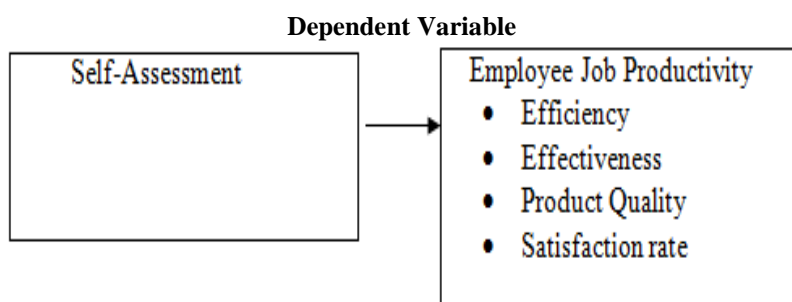 Dependent Variable
Self-Assessment
Employee Job Productivity
• Efficiency
• Effectiveness
• Product Quality
• Satisfaction rate